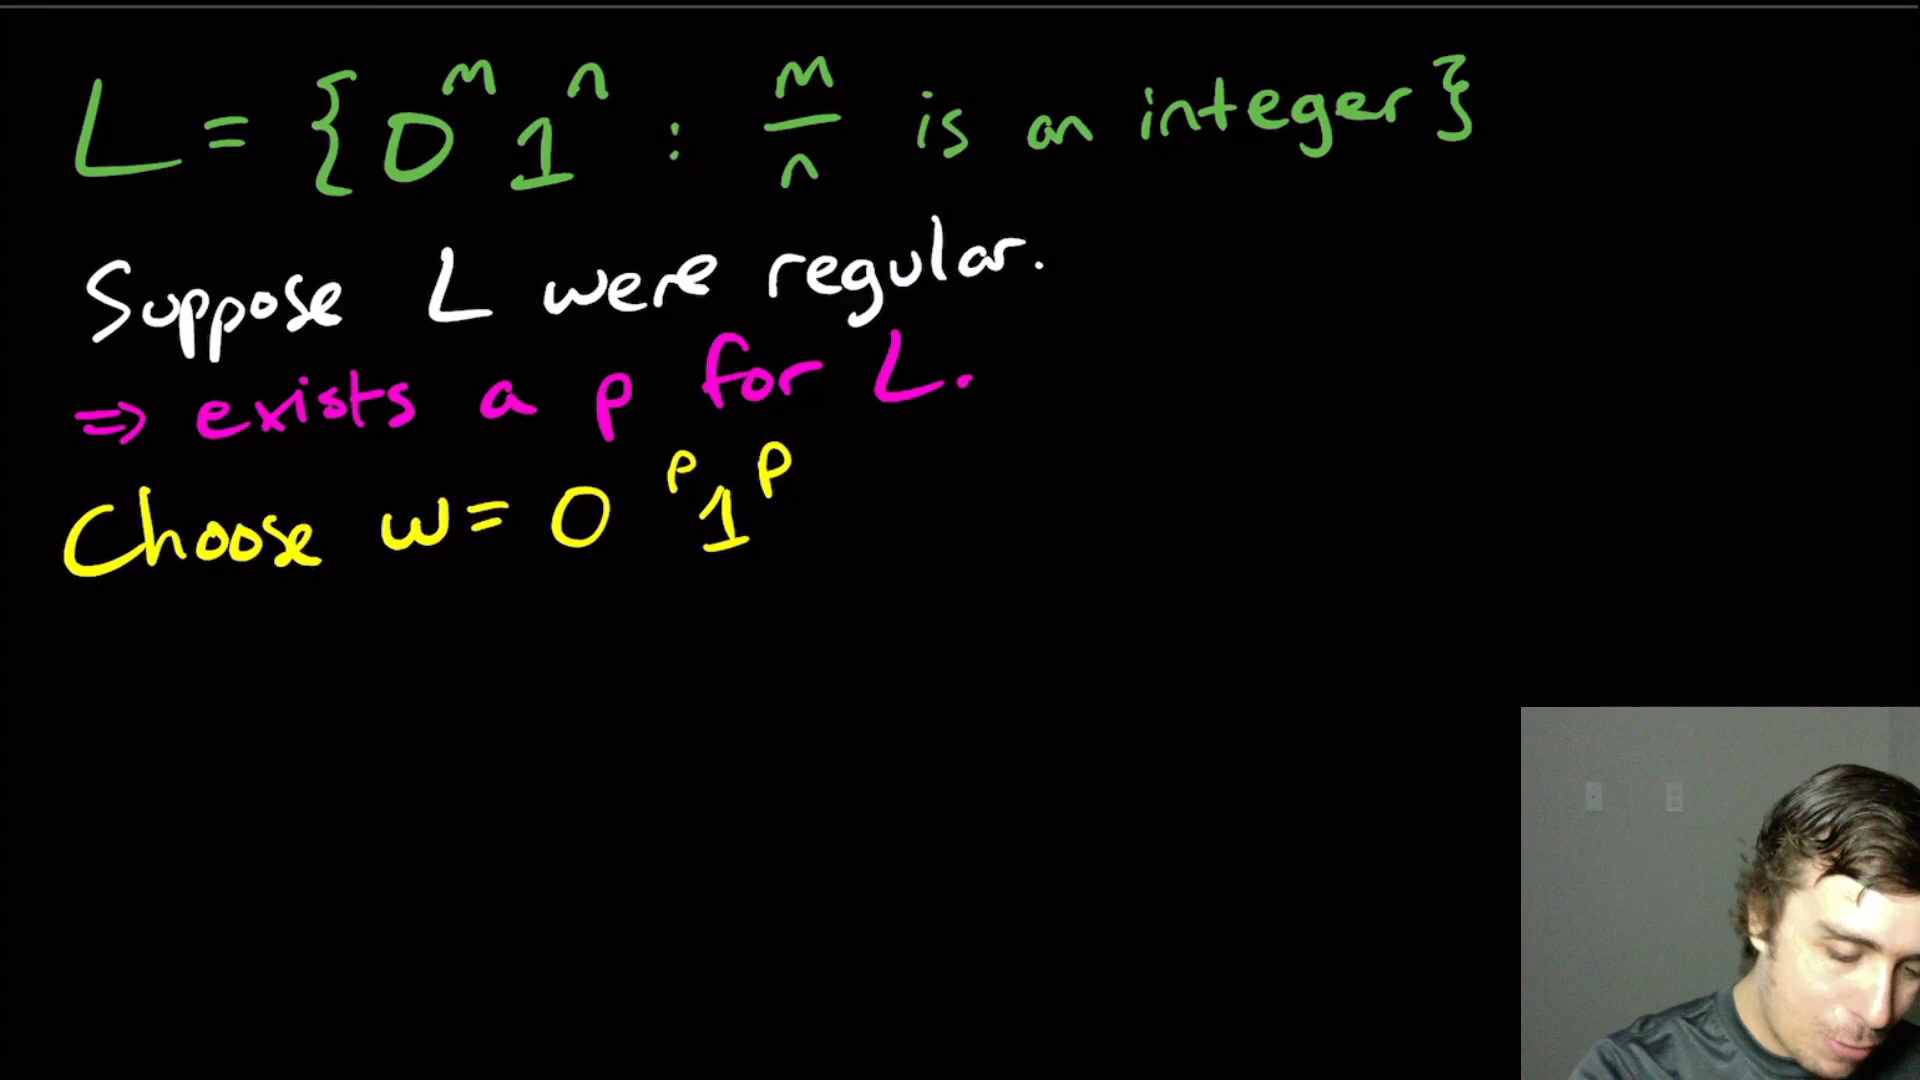 L = {0^m 1^n : m/n is an integer}
Suppose L were regular.
⇒ exists a p for L.
Choose w = 0^p 1^p